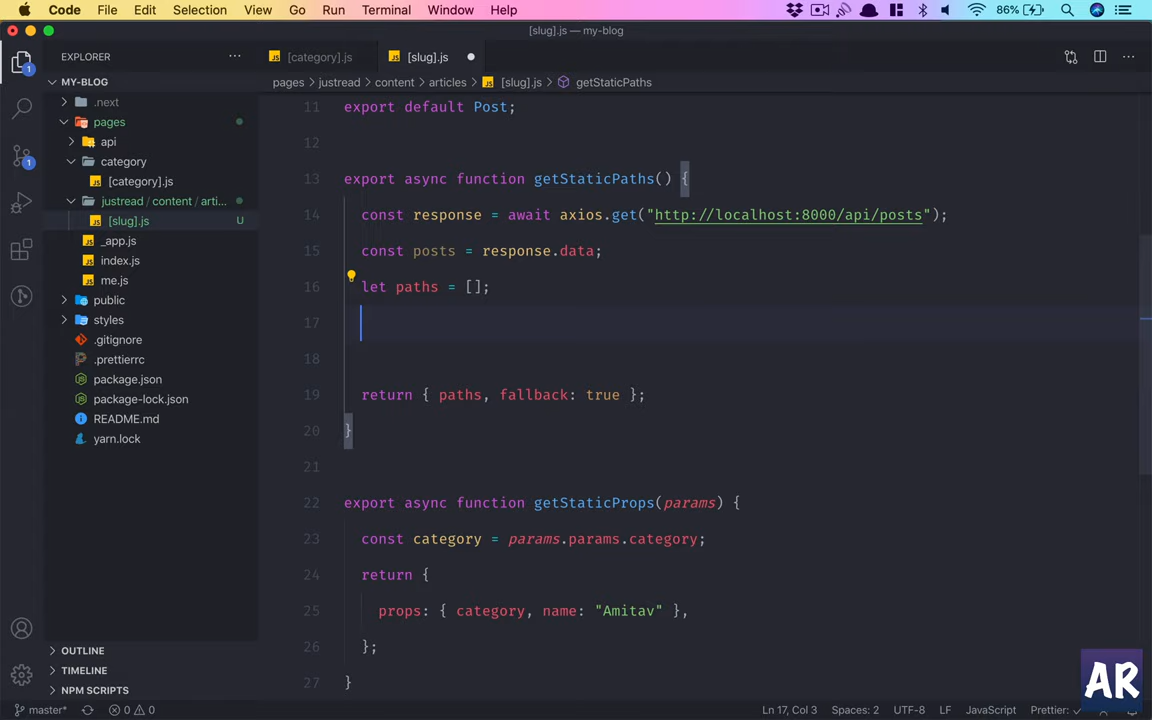 Code File Edit Selection View Go Run Terminal Window Help 86%
[slug].js — my-blog
EXPLORER
[category].js
[slug].js
MY-BLOG
pages > justread > content > articles > [slug].js > getStaticPaths
.next
pages
api
category
[category].js
justread / content / arti...
[slug].js U
_app.js
index.js
me.js
public
styles
.gitignore
.prettierrc
package.json
package-lock.json
README.md
yarn.lock
OUTLINE
TIMELINE
NPM SCRIPTS
1
1
11 export default Post;
12
13 export async function getStaticPaths() {
14 const response = await axios.get("http://localhost:8000/api/posts");
15 const posts = response.data;
16 let paths = [];
17
18
19 return { paths, fallback: true };
20 }
21
22 export async function getStaticProps(params) {
23 const category = params.params.category;
24 return {
25 props: { category, name: "Amitav" },
26 };
27 }
AR
master* 0 0 Ln 17, Col 3 Spaces: 2 UTF-8 LF JavaScript Prettier: ✓